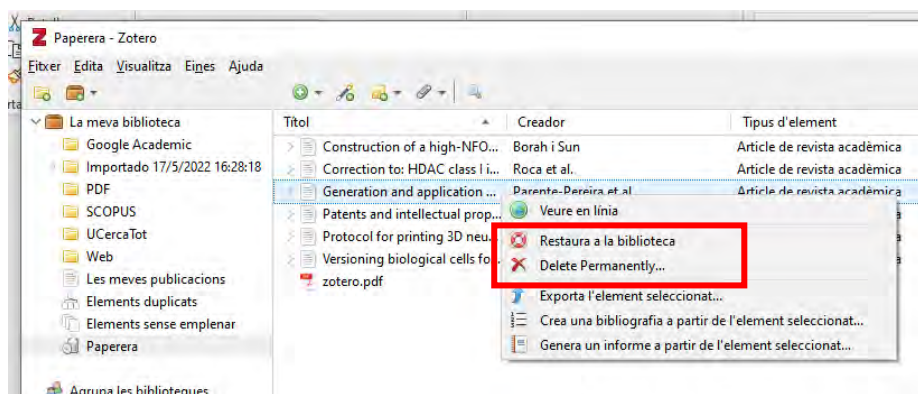 Paperera - Zotero
Fitxer Edita Visualitza Eines Ajuda
La meva biblioteca
Títol Creador Tipus d'element
Google Academic
Construction of a high-NFO... Borah i Sun Article de revista acadèmica
Importado 17/5/2022 16:28:18
Correction to: HDAC class I i... Roca et al. Article de revista acadèmica
PDF
Generation and application ... Parente-Pereira et al. Article de revista acadèmica
SCOPUS
Patents and intellectual prop...
Veure en línia
UCercaTot
Protocol for printing 3D neu...
Restaura a la biblioteca
Web
Versioning biological cells fo...
Delete Permanently...
Les meves publicacions
zotero.pdf
Exporta l'element seleccionat...
Elements duplicats
Crea una bibliografia a partir de l'element seleccionat...
Elements sense emplenar
Genera un informe a partir de l'element seleccionat...
Paperera
Agrupa les biblioteques